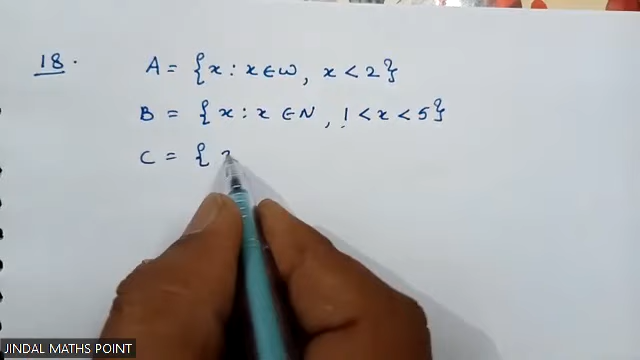 18. A = {x : x ∈ W, x < 2}
B = {x : x ∈ N, 1 < x < 5}
C = {
JINDAL MATHS POINT